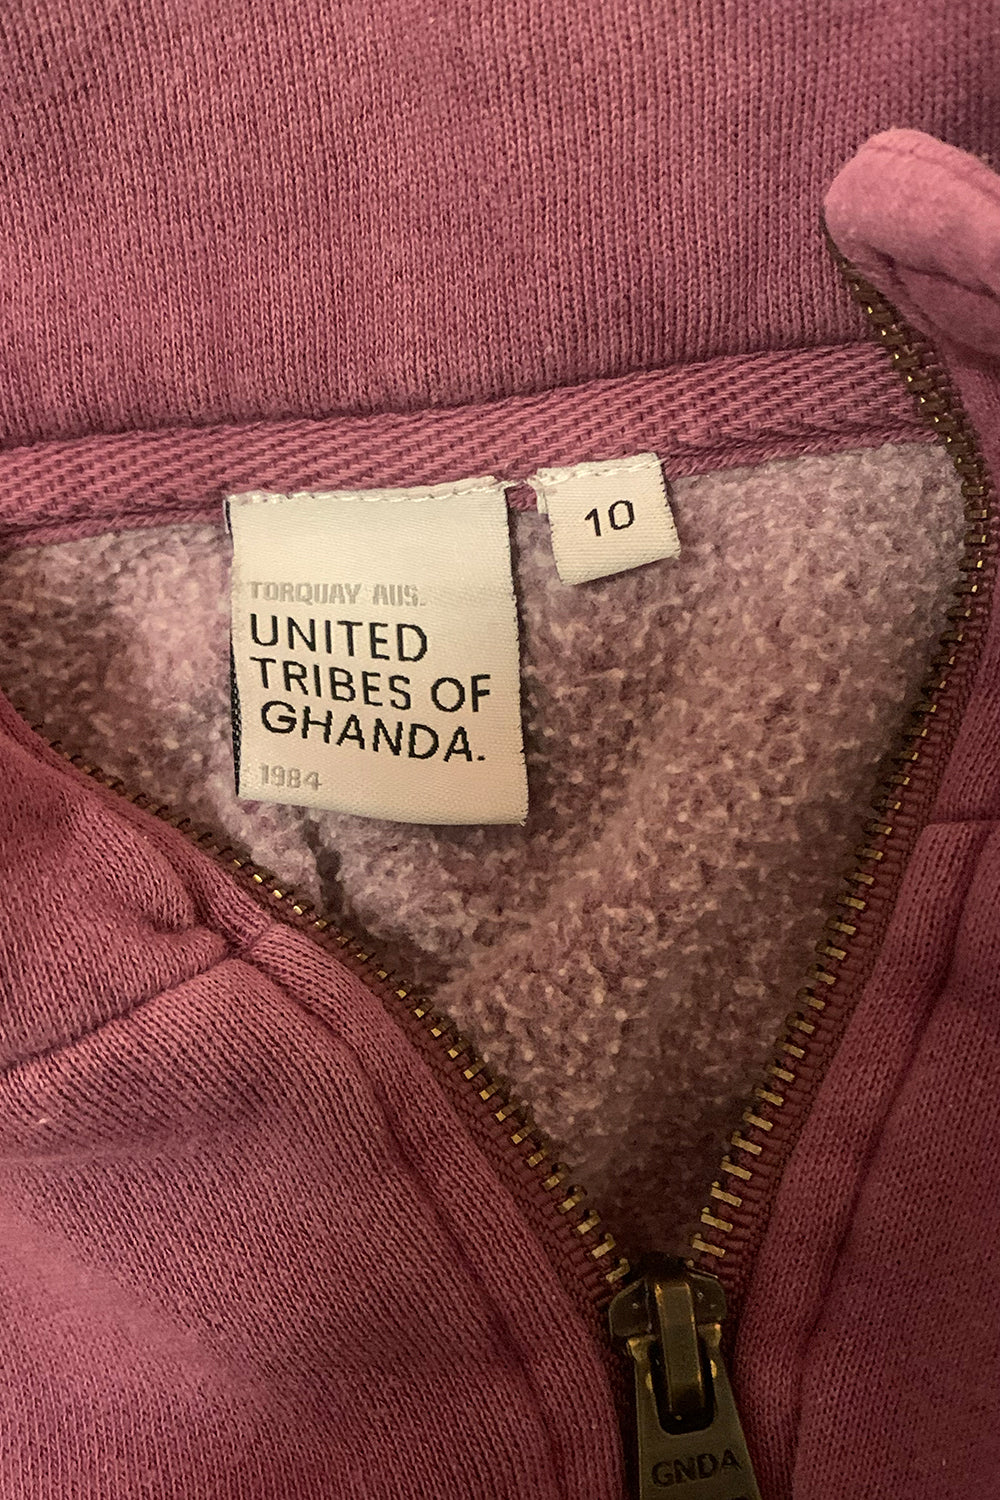 10
TORQUAY AUS.
UNITED
TRIBES OF
GHANDA.
1984
GNDA